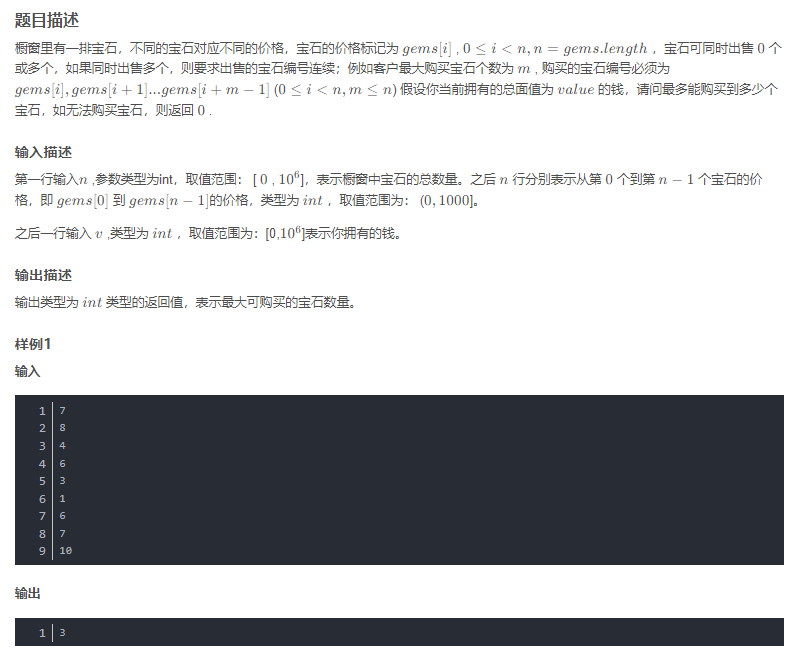 题目描述
橱窗里有一排宝石，不同的宝石对应不同的价格，宝石的价格标记为 gems[i] , 0 ≤ i < n, n = gems.length ，宝石可同时出售 0 个
或多个，如果同时出售多个，则要求出售的宝石编号连续；例如客户最大购买宝石个数为 m , 购买的宝石编号必须为
gems[i], gems[i + 1]...gems[i + m − 1] (0 ≤ i < n, m ≤ n) 假设你当前拥有的总面值为 value 的钱，请问最多能购买到多少个
宝石，如无法购买宝石，则返回 0 .
输入描述
第一行输入n ,参数类型为int，取值范围： [ 0 , 10^6]，表示橱窗中宝石的总数量。之后 n 行分别表示从第 0 个到第 n − 1 个宝石的价
格，即 gems[0] 到 gems[n − 1]的价格，类型为 int ，取值范围为： (0, 1000]。
之后一行输入 v ,类型为 int ，取值范围为：[0,10^6]表示你拥有的钱。
输出描述
输出类型为 int 类型的返回值，表示最大可购买的宝石数量。
样例1
输入
1 7
2 8
3 4
4 6
5 3
6 1
7 6
8 7
9 10
输出
1 3